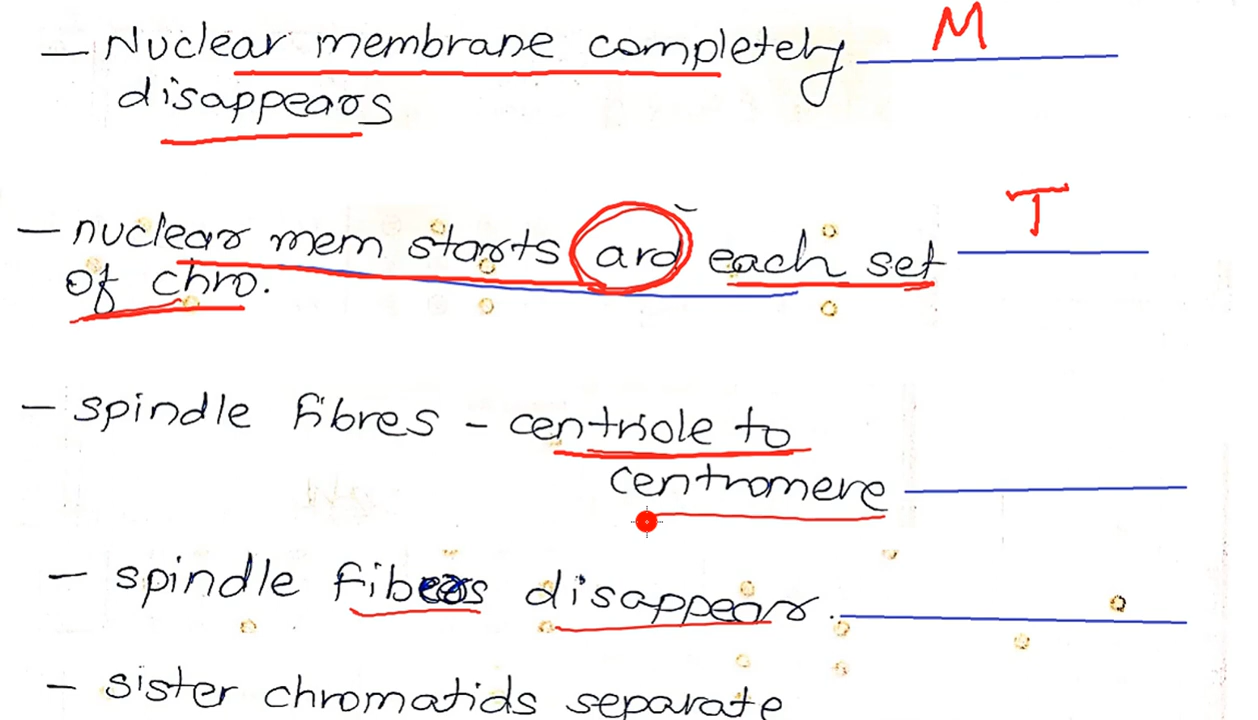 — Nuclear membrane completely M
disappears
— nuclear mem starts ard each set T
of chro.
— spindle fibres - centriole to
centromere
— spindle fibers disappear.
— sister chromatids separate